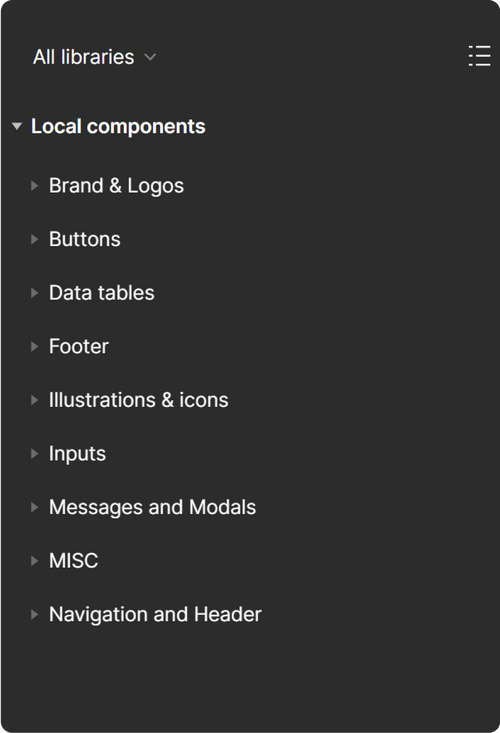 All libraries
Local components
Brand & Logos
Buttons
Data tables
Footer
Illustrations & icons
Inputs
Messages and Modals
MISC
Navigation and Header